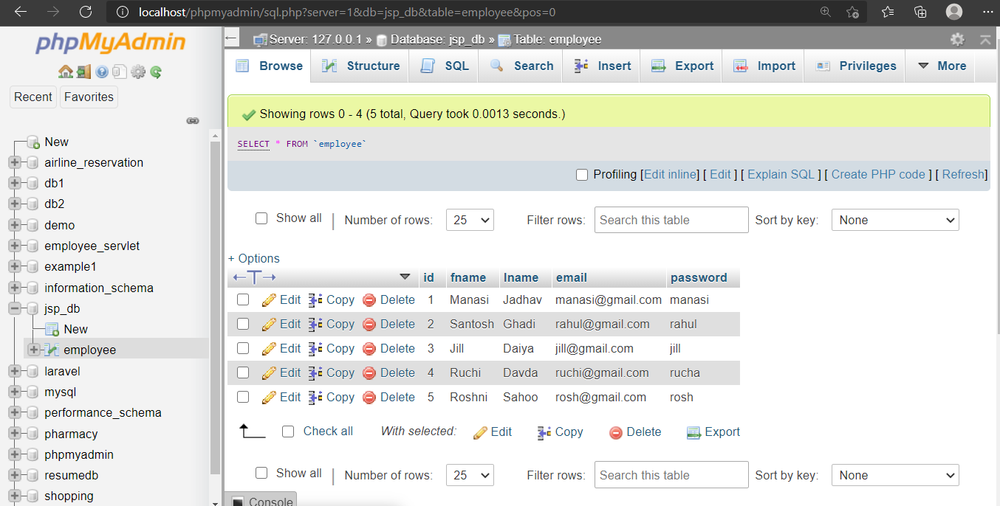 localhost/phpmyadmin/sql.php?server=1&db=jsp_db&table=employee&pos=0
phpMyAdmin
Recent Favorites
New
airline_reservation
db1
db2
demo
employee_servlet
example1
information_schema
jsp_db
New
employee
laravel
mysql
performance_schema
pharmacy
phpmyadmin
resumedb
shopping
Server: 127.0.0.1 » Database: jsp_db » Table: employee
Browse Structure SQL Search Insert Export Import Privileges More
Showing rows 0 - 4 (5 total, Query took 0.0013 seconds.)
SELECT * FROM `employee`
Profiling [Edit inline] [ Edit ] [ Explain SQL ] [ Create PHP code ] [ Refresh]
Show all | Number of rows: 25 Filter rows: Search this table Sort by key: None
+ Options
←T→ id fname lname email password
Edit Copy Delete 1 Manasi Jadhav manasi@gmail.com manasi
Edit Copy Delete 2 Santosh Ghadi rahul@gmail.com rahul
Edit Copy Delete 3 Jill Daiya jill@gmail.com jill
Edit Copy Delete 4 Ruchi Davda ruchi@gmail.com rucha
Edit Copy Delete 5 Roshni Sahoo rosh@gmail.com rosh
Check all With selected: Edit Copy Delete Export
Show all | Number of rows: 25 Filter rows: Search this table Sort by key: None
Console